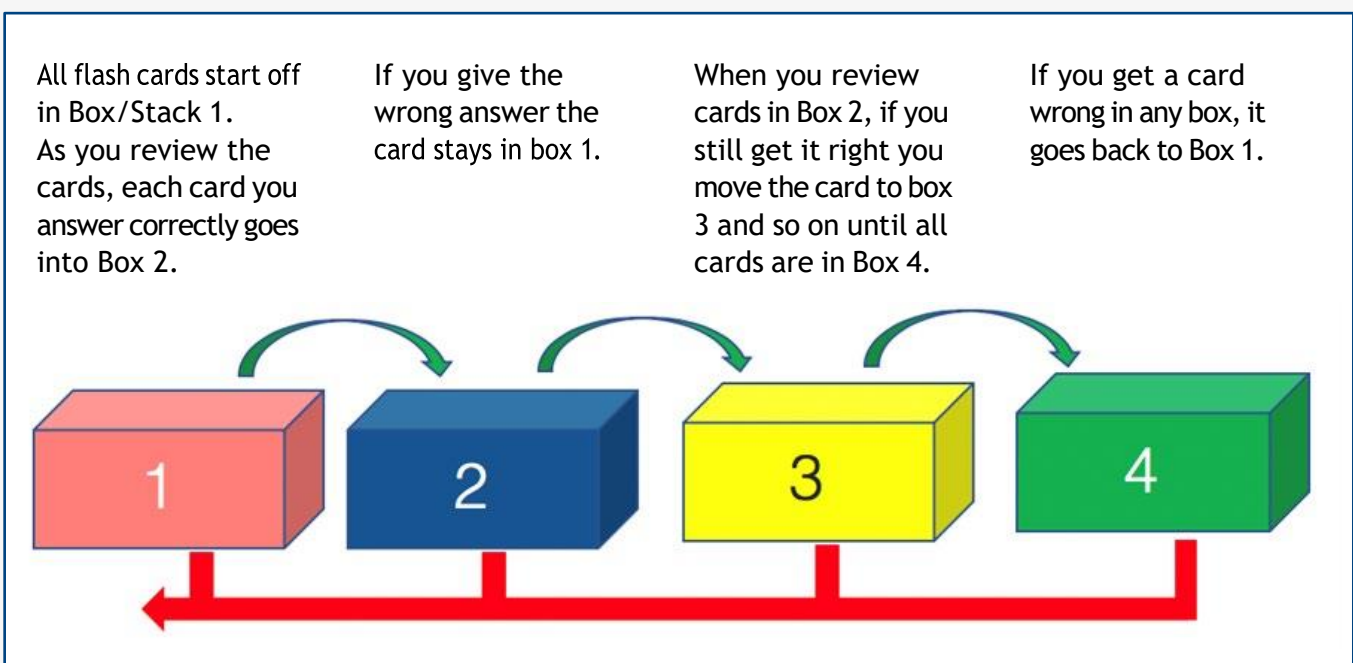 All flash cards start off
in Box/Stack 1.
As you review the
cards, each card you
answer correctly goes
into Box 2.
If you give the
wrong answer the
card stays in box 1.
When you review
cards in Box 2, if you
still get it right you
move the card to box
3 and so on until all
cards are in Box 4.
If you get a card
wrong in any box, it
goes back to Box 1.
1
2
3
4